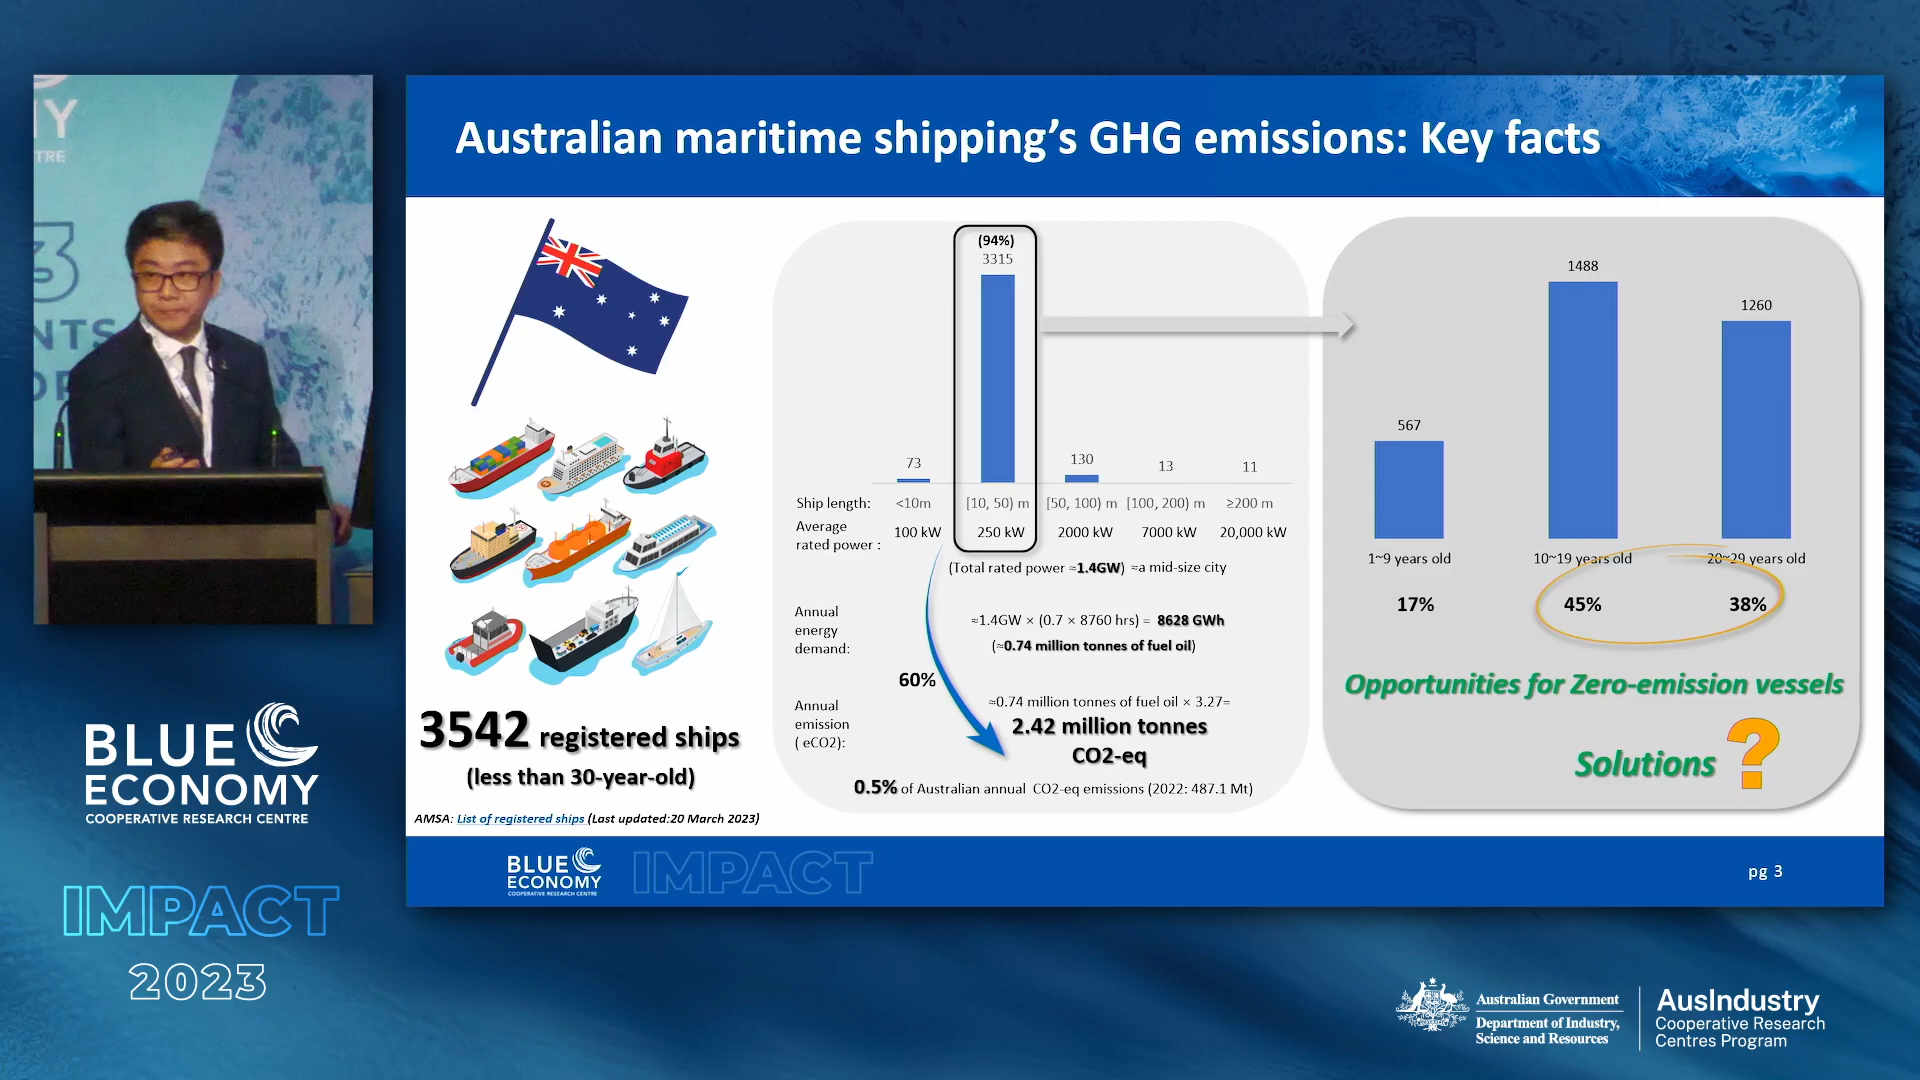 Y
TRE
3
NTS
OP
BLUE
ECONOMY
COOPERATIVE RESEARCH CENTRE
IMPACT
2023
Australian maritime shipping's GHG emissions: Key facts
3542 registered ships
(less than 30-year-old)
AMSA: List of registered ships (Last updated:20 March 2023)
(94%)
3315
73
130
13
11
Ship length: <10m [10, 50) m [50, 100) m [100, 200) m ≥200 m
Average
rated power : 100 kW 250 kW 2000 kW 7000 kW 20,000 kW
(Total rated power ≈1.4GW) ≈a mid-size city
Annual
energy
demand:
≈1.4GW × (0.7 × 8760 hrs) = 8628 GWh
(≈0.74 million tonnes of fuel oil)
60%
Annual
emission
( eCO2):
≈0.74 million tonnes of fuel oil × 3.27=
2.42 million tonnes
CO2-eq
0.5% of Australian annual CO2-eq emissions (2022: 487.1 Mt)
567
1488
1260
1~9 years old 10~19 years old 20~29 years old
17% 45% 38%
Opportunities for Zero-emission vessels
Solutions ?
BLUE
ECONOMY
COOPERATIVE RESEARCH CENTRE
IMPACT
pg 3
Australian Government
Department of Industry,
Science and Resources
AusIndustry
Cooperative Research
Centres Program